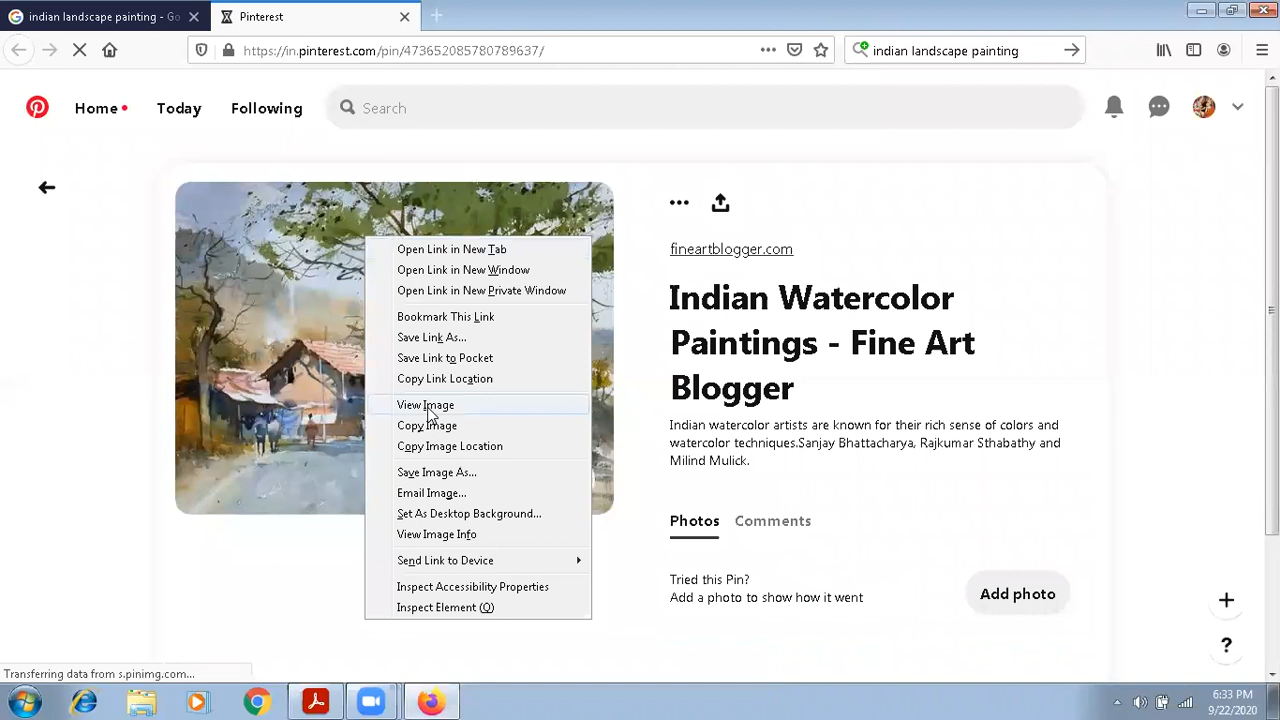 indian landscape painting - Go
Pinterest
https://in.pinterest.com/pin/473652085780789637/
indian landscape painting
Home
Today
Following
Search
fineartblogger.com
Indian Watercolor
Paintings - Fine Art
Blogger
Indian watercolor artists are known for their rich sense of colors and
watercolor techniques.Sanjay Bhattacharya, Rajkumar Sthabathy and
Milind Mulick.
Photos
Comments
Tried this Pin?
Add a photo to show how it went
Add photo
Open Link in New Tab
Open Link in New Window
Open Link in New Private Window
Bookmark This Link
Save Link As...
Save Link to Pocket
Copy Link Location
View Image
Copy Image
Copy Image Location
Save Image As...
Email Image...
Set As Desktop Background...
View Image Info
Send Link to Device
Inspect Accessibility Properties
Inspect Element (Q)
+
?
Transferring data from s.pinimg.com...
6:33 PM
9/22/2020